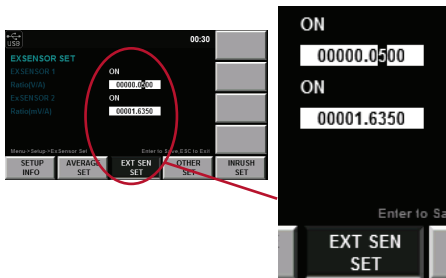 USB
00:30
EXSENSOR SET
EXSENSOR 1 ON
Ratio(V/A) 00000.0500
ExSENSOR 2 ON
Ratio(mV/A) 00001.6350
Menu >Setup>ExSensor Set Enter to Save,ESC to Exit
SETUP INFO
AVERAGE SET
EXT SEN SET
OTHER SET
INRUSH SET
ON
00000.0500
ON
00001.6350
Enter to Sa
EXT SEN
SET